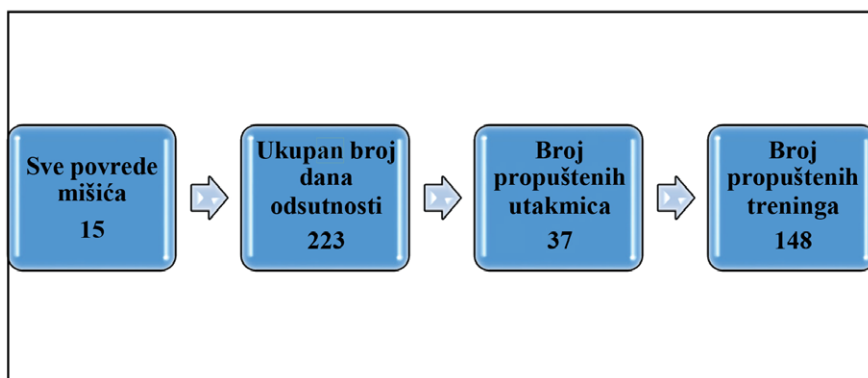 Sve povrede
mišića
15
Ukupan broj
dana
odsutnosti
223
Broj
propuštenih
utakmica
37
Broj
propuštenih
treninga
148